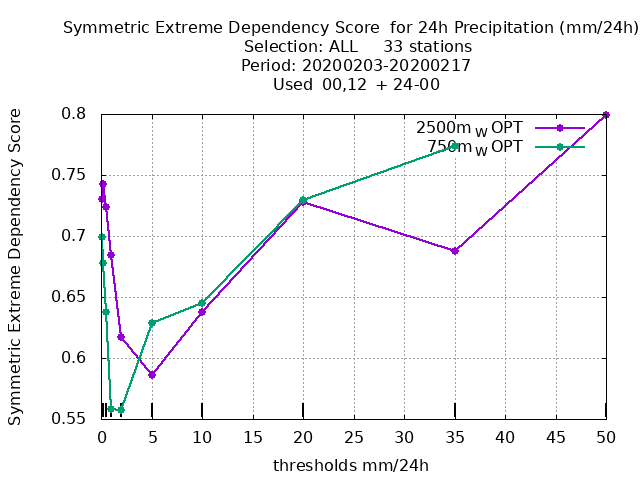 Symmetric Extreme Dependency Score  for 24h Precipitation (mm/24h)
Selection: ALL     33 stations
Period: 20200203-20200217
Used  00,12  + 24-00
Symmetric Extreme Dependency Score
0.8
0.75
0.7
0.65
0.6
0.55
2500m W OPT
750m W OPT
0 5 10 15 20 25 30 35 40 45 50
thresholds mm/24h